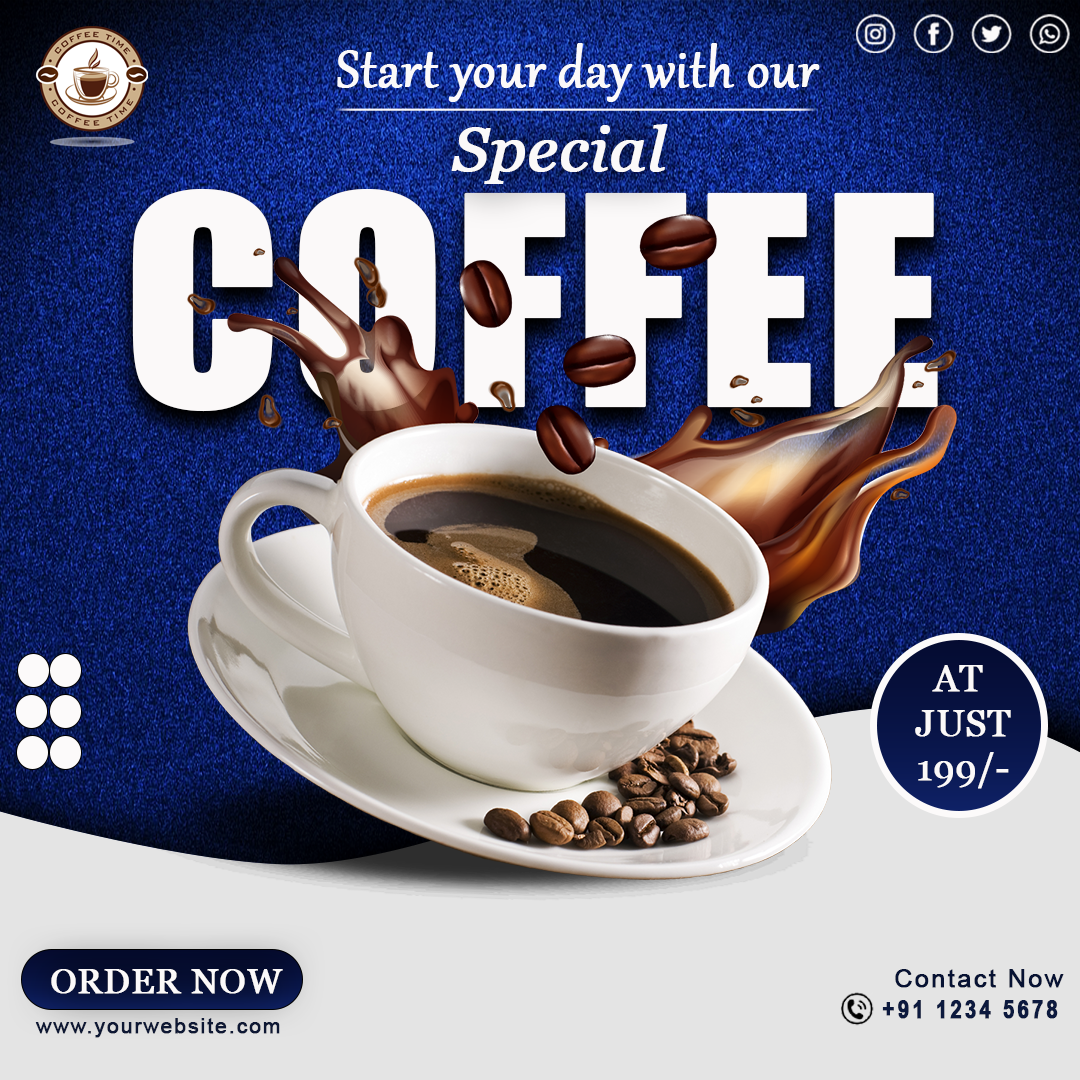 COFFEE TIME
COFFEE TIME
Start your day with our
Special
COFFEE
AT
JUST
199/-
ORDER NOW
www.yourwebsite.com
Contact Now
+91 1234 5678